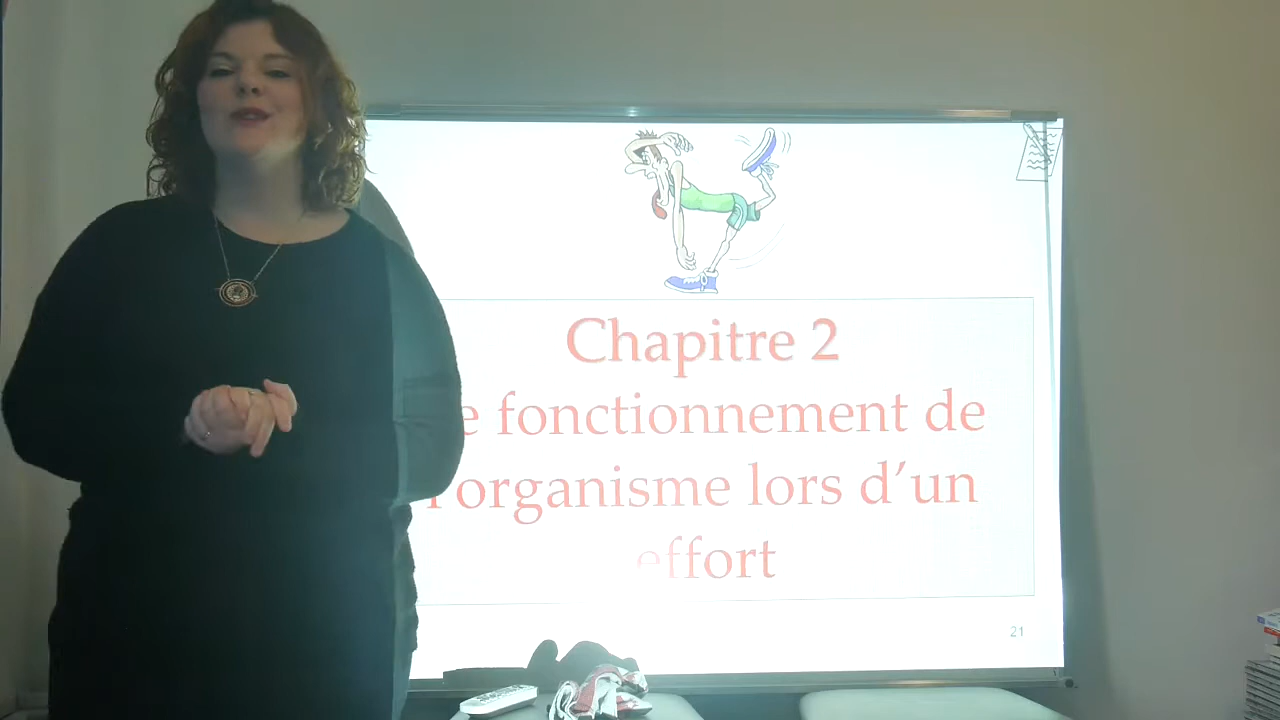 Chapitre 2
e fonctionnement de
l'organisme lors d'un
effort
21